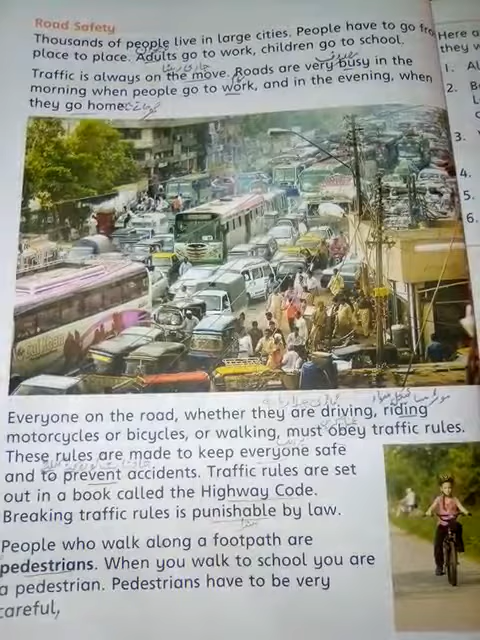 Road Safety
Thousands of people live in large cities. People have to go fro
place to place. Adults go to work, children go to school.
Traffic is always on the move. Roads are very busy in the
morning when people go to work, and in the evening, when
they go home.
Everyone on the road, whether they are driving, riding
motorcycles or bicycles, or walking, must obey traffic rules.
These rules are made to keep everyone safe
and to prevent accidents. Traffic rules are set
out in a book called the Highway Code.
Breaking traffic rules is punishable by law.
People who walk along a footpath are
pedestrians. When you walk to school you are
a pedestrian. Pedestrians have to be very
careful,
Here a
they w
1. Al
2. B
L
c
3.
4.
5.
6.